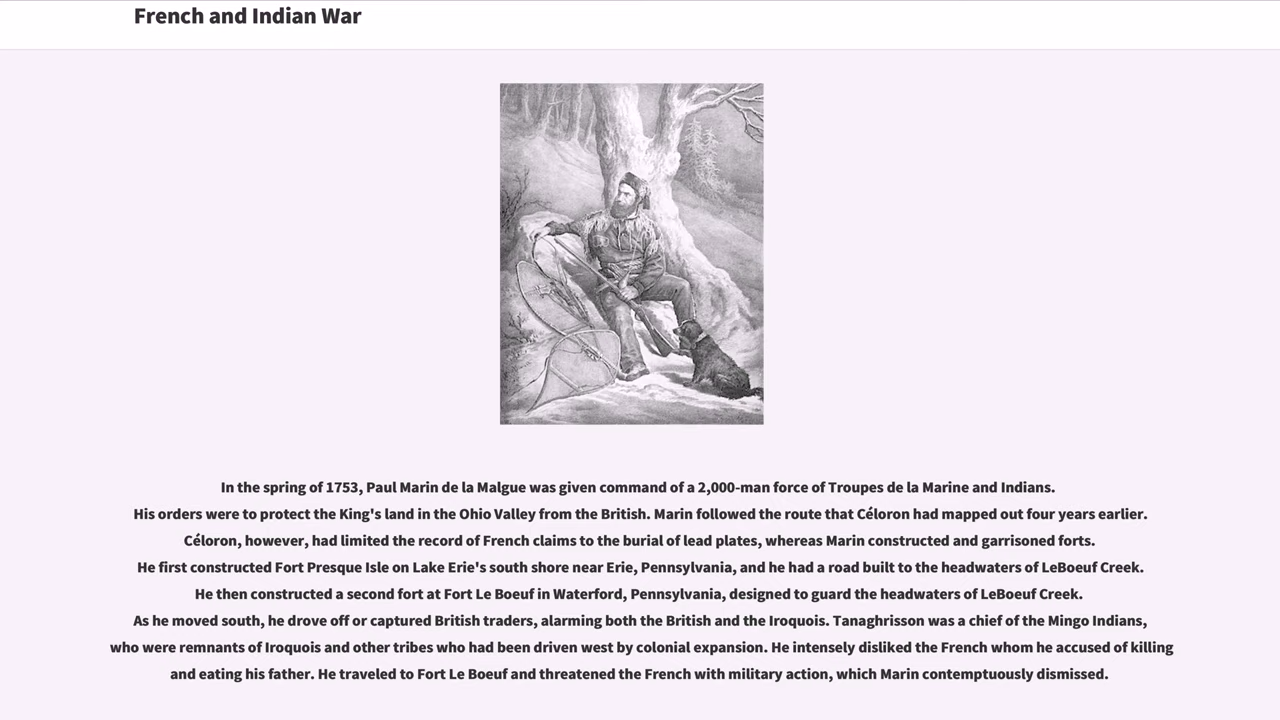 French and Indian War
In the spring of 1753, Paul Marin de la Malgue was given command of a 2,000-man force of Troupes de la Marine and Indians.
His orders were to protect the King's land in the Ohio Valley from the British. Marin followed the route that Céloron had mapped out four years earlier.
Céloron, however, had limited the record of French claims to the burial of lead plates, whereas Marin constructed and garrisoned forts.
He first constructed Fort Presque Isle on Lake Erie's south shore near Erie, Pennsylvania, and he had a road built to the headwaters of LeBoeuf Creek.
He then constructed a second fort at Fort Le Boeuf in Waterford, Pennsylvania, designed to guard the headwaters of LeBoeuf Creek.
As he moved south, he drove off or captured British traders, alarming both the British and the Iroquois. Tanaghrisson was a chief of the Mingo Indians,
who were remnants of Iroquois and other tribes who had been driven west by colonial expansion. He intensely disliked the French whom he accused of killing
and eating his father. He traveled to Fort Le Boeuf and threatened the French with military action, which Marin contemptuously dismissed.